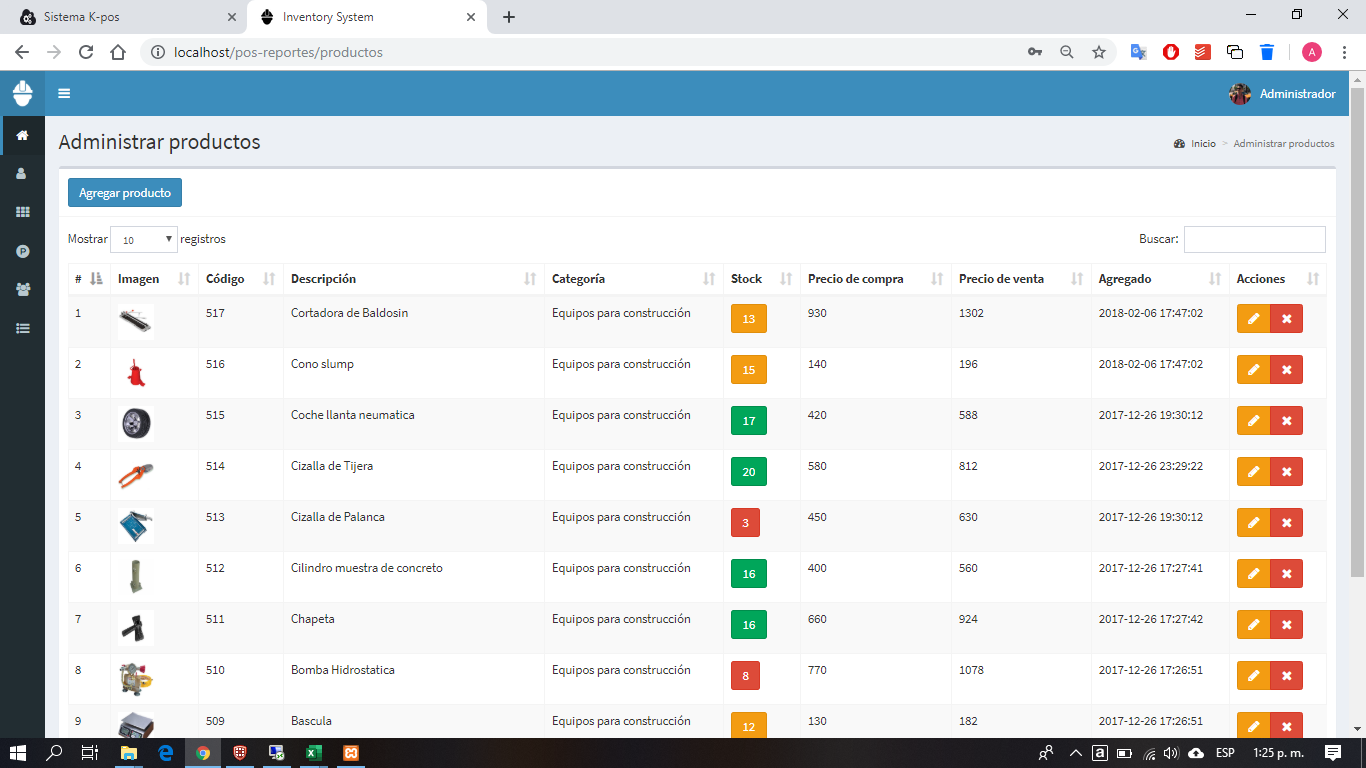 Sistema K-pos
Inventory System
localhost/pos-reportes/productos
A
Administrador
Administrar productos
Inicio > Administrar productos
Agregar producto
Mostrar 10 registros
Buscar:
# Imagen Código Descripción Categoría Stock Precio de compra Precio de venta Agregado Acciones
1 517 Cortadora de Baldosin Equipos para construcción 13 930 1302 2018-02-06 17:47:02
2 516 Cono slump Equipos para construcción 15 140 196 2018-02-06 17:47:02
3 515 Coche llanta neumatica Equipos para construcción 17 420 588 2017-12-26 19:30:12
4 514 Cizalla de Tijera Equipos para construcción 20 580 812 2017-12-26 23:29:22
5 513 Cizalla de Palanca Equipos para construcción 3 450 630 2017-12-26 19:30:12
6 512 Cilindro muestra de concreto Equipos para construcción 16 400 560 2017-12-26 17:27:41
7 511 Chapeta Equipos para construcción 16 660 924 2017-12-26 17:27:42
8 510 Bomba Hidrostatica Equipos para construcción 8 770 1078 2017-12-26 17:26:51
9 509 Bascula Equipos para construcción 12 130 182 2017-12-26 17:26:51
ESP
1:25 p. m.